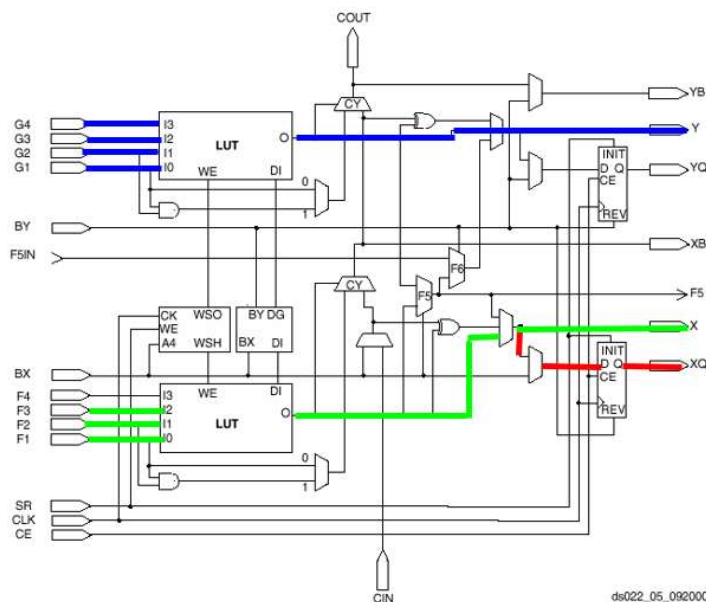 COUT
YB
G4
G3
G2
G1
I3
I2
I1
I0
LUT
O
WE
DI
CY
Y
INIT
D Q
CE
REV
YQ
0
1
BY
F5IN
XB
F6
CY
F5
F5
CK
WE
A4
WSO
WSH
BY DG
BX
DI
X
BX
INIT
D Q
CE
REV
XQ
F4
F3
F2
F1
I3
I2
I1
I0
WE
DI
LUT
O
0
1
SR
CLK
CE
CIN
ds022_05_092000